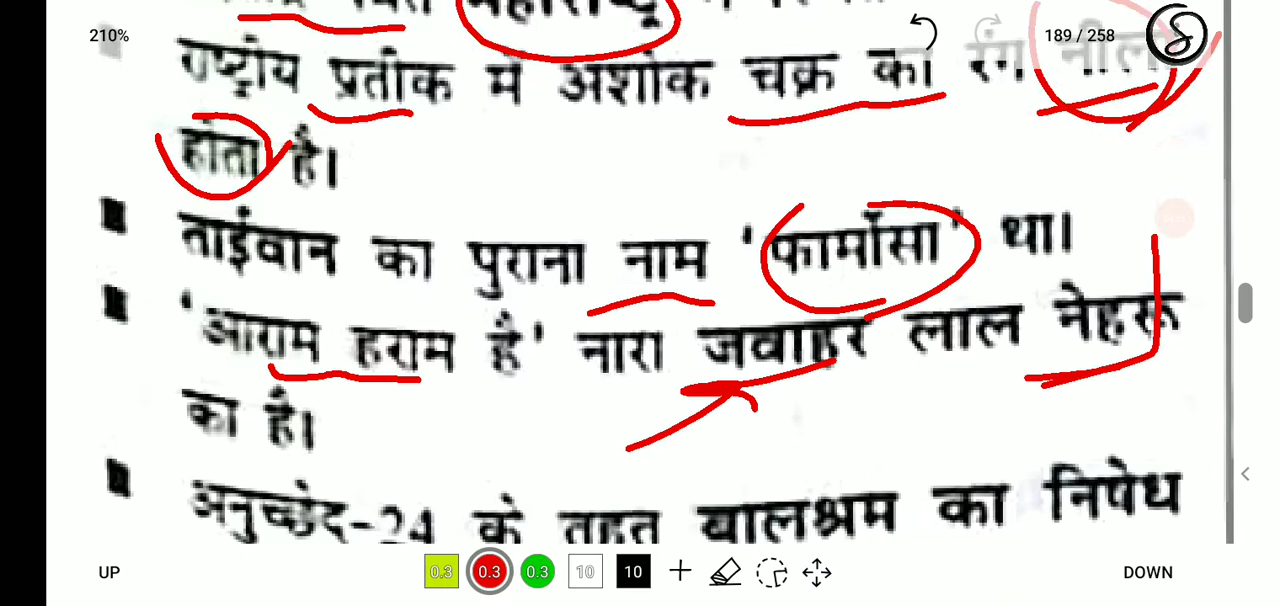 महाराष्ट्र
210%
189 / 258
राष्ट्रीय प्रतीक में अशोक चक्र का रंग नीला
होता है।
ताईवान का पुराना नाम 'फार्मोसा' था।
'आराम हराम है' नारा जवाहर लाल नेहरू
का है।
अनुच्छेद-24 के तहत बालश्रम का निषेध
UP
0.3
0.3
0.3
10
10
DOWN